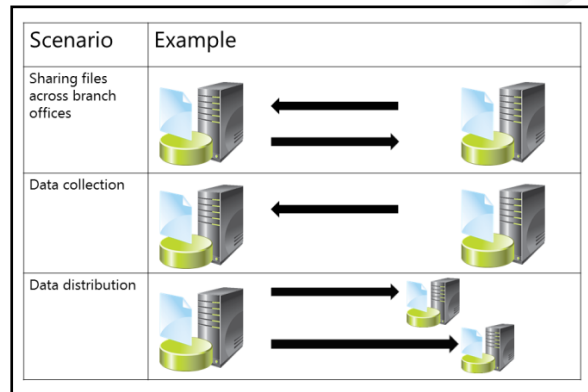 Scenario Example
Sharing files
across branch
offices
Data collection
Data distribution